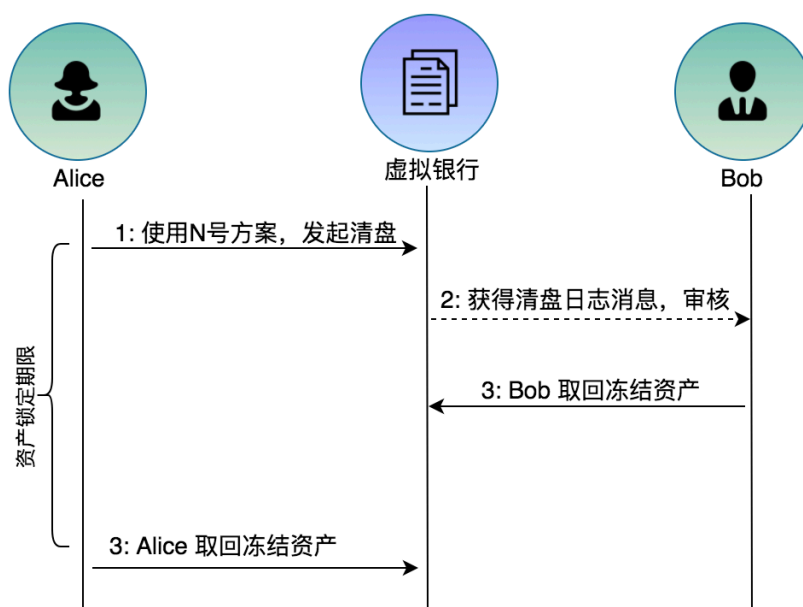 Alice
虚拟银行
Bob
1: 使用N号方案，发起清盘
2: 获得清盘日志消息，审核
资产锁定期限
3: Bob 取回冻结资产
3: Alice 取回冻结资产